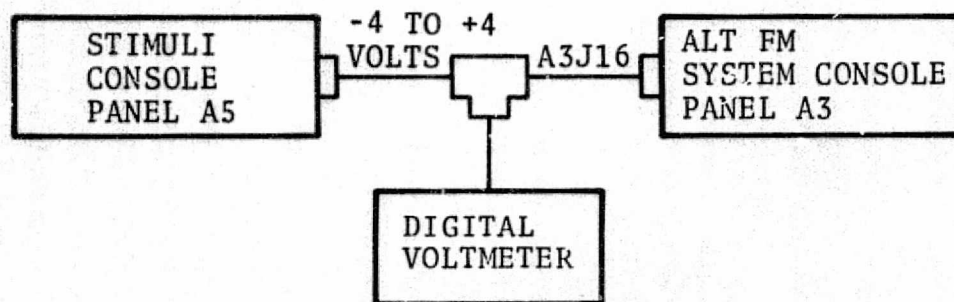 STIMULI
CONSOLE
PANEL A5
-4 TO +4
VOLTS
A3J16
ALT FM
SYSTEM CONSOLE
PANEL A3
DIGITAL
VOLTMETER